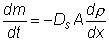 dm/dt = -D_s A dρ/dx